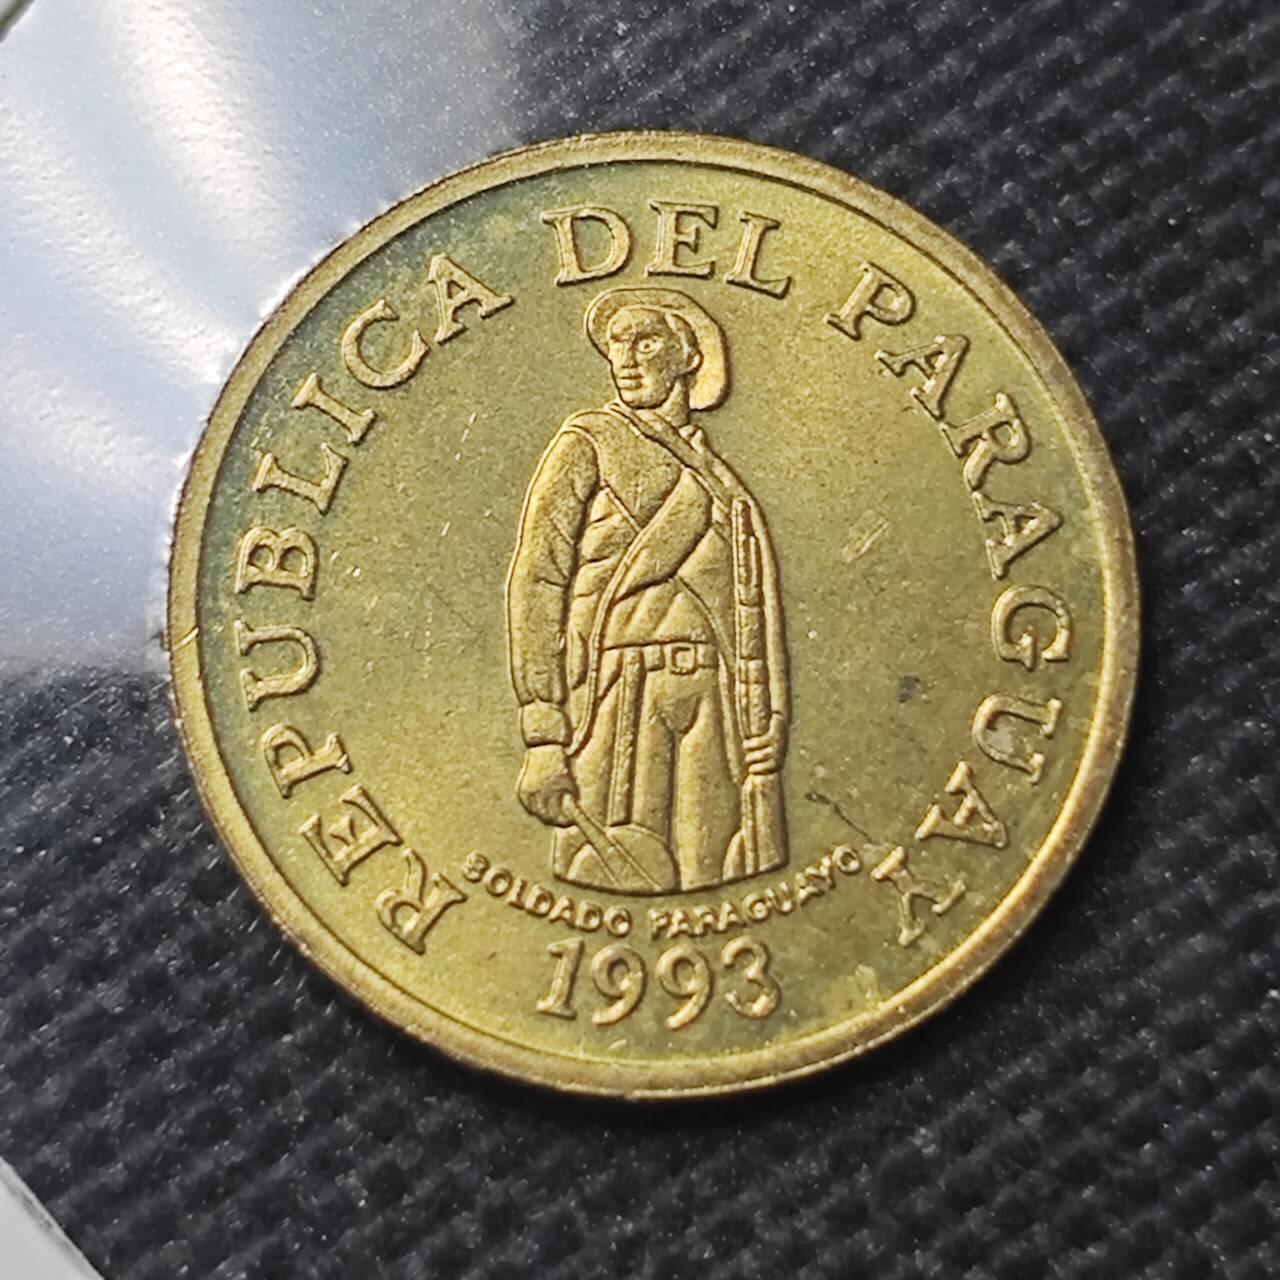 REPUBLICA DEL PARAGUAY
SOLDADO PARAGUAYO
1993